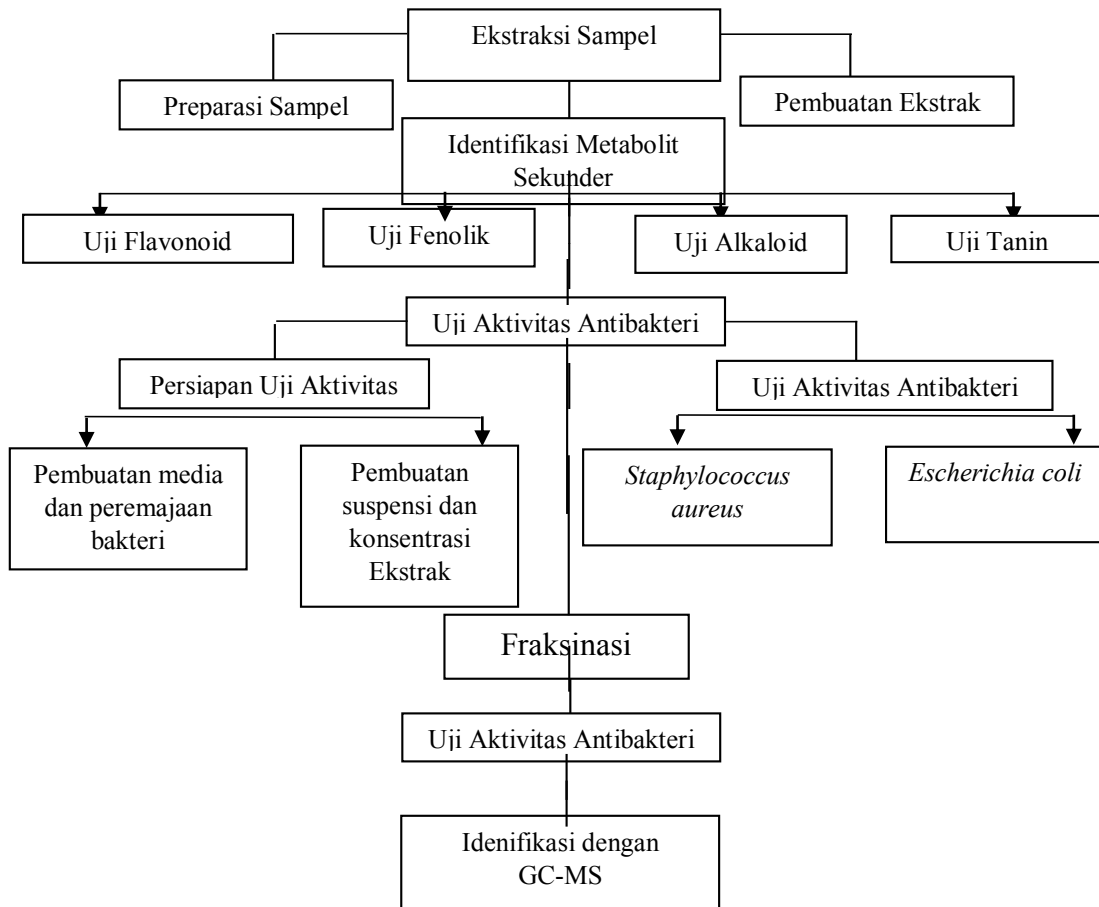 Ekstraksi Sampel
Preparasi Sampel
Pembuatan Ekstrak
Identifikasi Metabolit
Sekunder
Uji Flavonoid
Uji Fenolik
Uji Alkaloid
Uji Tanin
Uji Aktivitas Antibakteri
Persiapan Uji Aktivitas
Uji Aktivitas Antibakteri
Pembuatan media
dan peremajaan
bakteri
Pembuatan
suspensi dan
konsentrasi
Ekstrak
Staphylococcus
aureus
Escherichia coli
Fraksinasi
Uji Aktivitas Antibakteri
Idenifikasi dengan
GC-MS